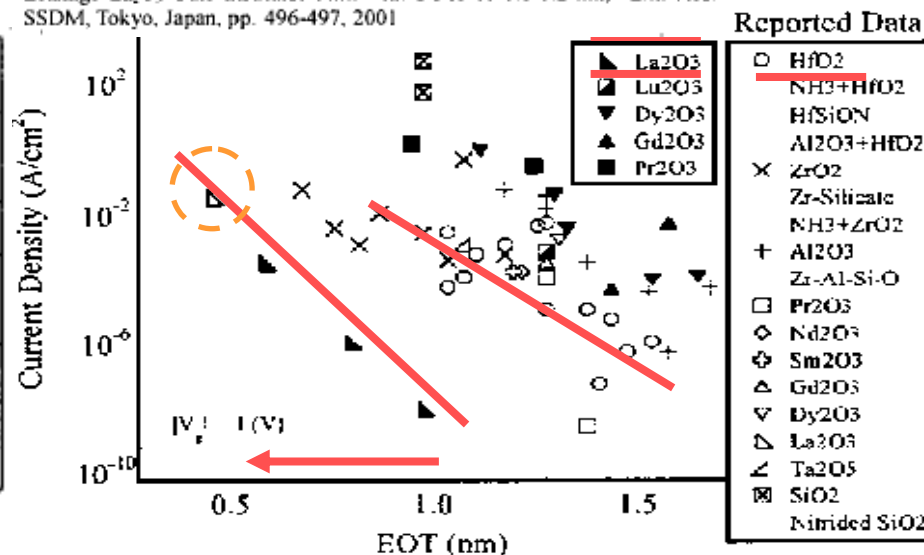 SSDM, Tokyo, Japan, pp. 496-497, 2001
Reported Data
Current Density (A/cm²)
10²
10⁻²
10⁻⁶
10⁻¹⁰
0.5
1.0
1.5
EOT (nm)
La2O3
Lu2O3
Dy2O3
Gd2O3
Pr2O3
HfO2
NH3+HfO2
HfSiON
Al2O3+HfO2
ZrO2
Zr-Silicate
NH3+ZrO2
Al2O3
Zr-Al-Si-O
Pr2O3
Nd2O3
Sm2O3
Gd2O3
Dy2O3
La2O3
Ta2O5
SiO2
Nitrided SiO2